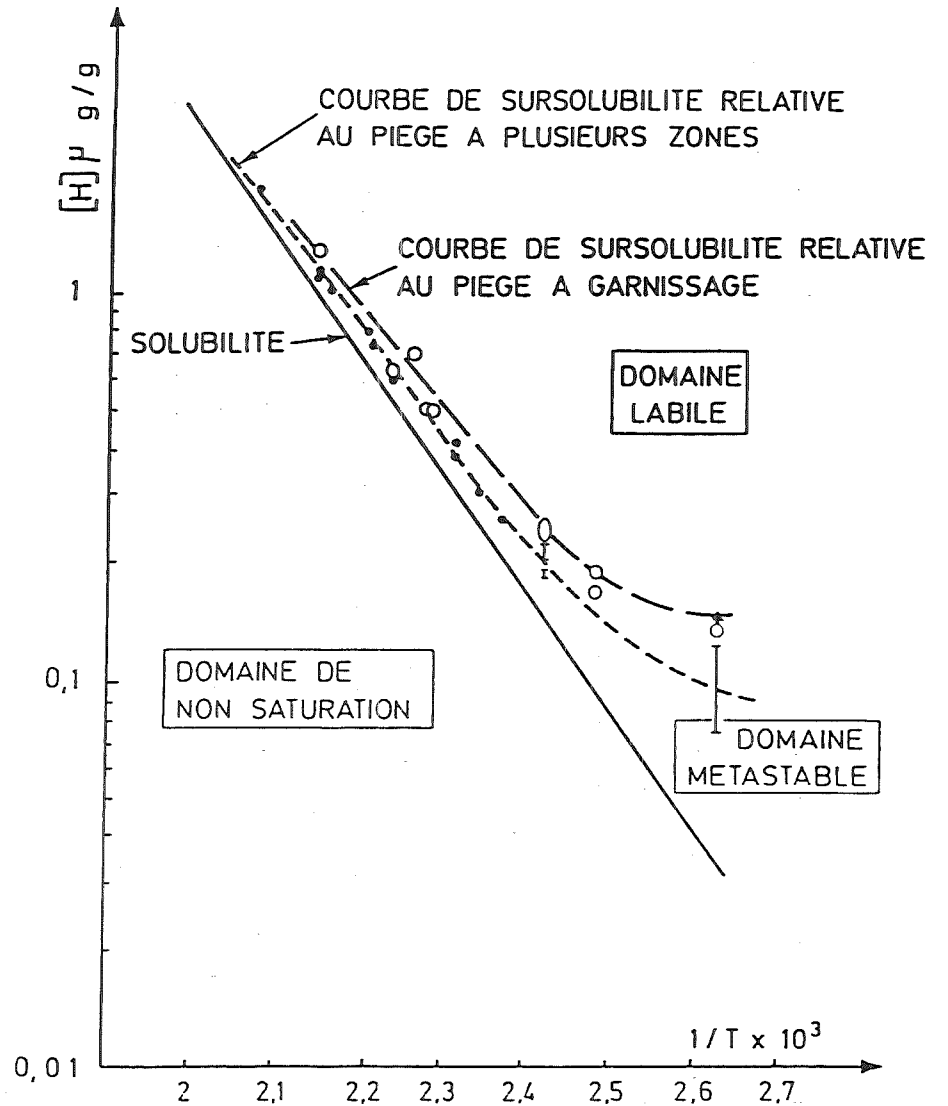 [H] µ g/g
COURBE DE SURSOLUBILITE RELATIVE
AU PIEGE A PLUSIEURS ZONES
COURBE DE SURSOLUBILITE RELATIVE
AU PIEGE A GARNISSAGE
1
SOLUBILITE
DOMAINE
LABILE
0,1
DOMAINE DE
NON SATURATION
DOMAINE
METASTABLE
1/T x 10³
0,01
2 2,1 2,2 2,3 2,4 2,5 2,6 2,7